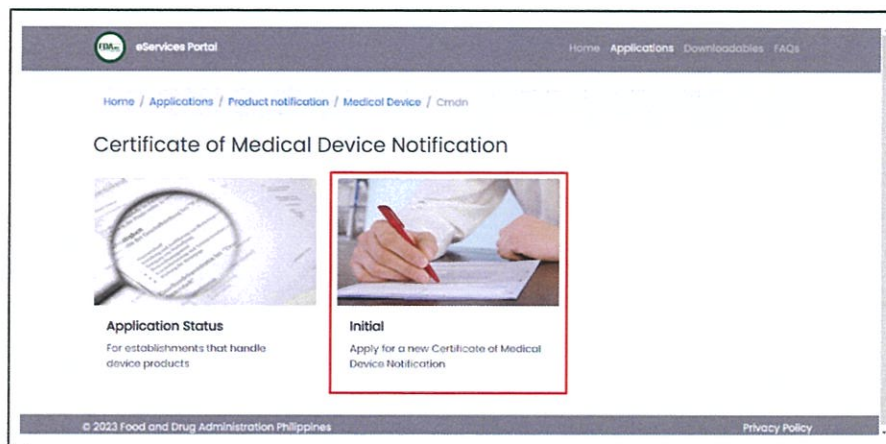 FDA
eServices Portal
Home Applications Downloadables FAQs
Home / Applications / Product notification / Medical Device / Cmdn
Certificate of Medical Device Notification
Application Status
For establishments that handle
device products
Initial
Apply for a new Certificate of Medical
Device Notification
© 2023 Food and Drug Administration Philippines
Privacy Policy